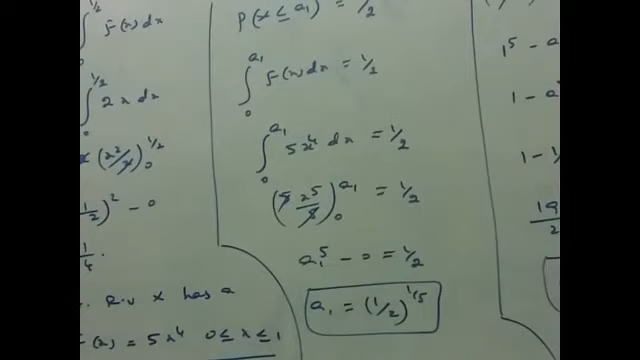 ∫₀^1/2 f(x) dx
∫₀^1/2 2x dx
(x²/2)₀^1/2
1/2)² - 0
1/4.
R.V X has a
f(x) = 5x⁴ 0 ≤ x ≤ 1
P(x ≤ a₁) = 1/2
∫₀^a₁ f(x) dx = 1/2
∫₀^a₁ 5x⁴ dx = 1/2
(5 x⁵/5)₀^a₁ = 1/2
a₁⁵ - 0 = 1/2
a₁ = (1/2)^1/5
1⁵ - a
1 - a
1 - 1/
19
2